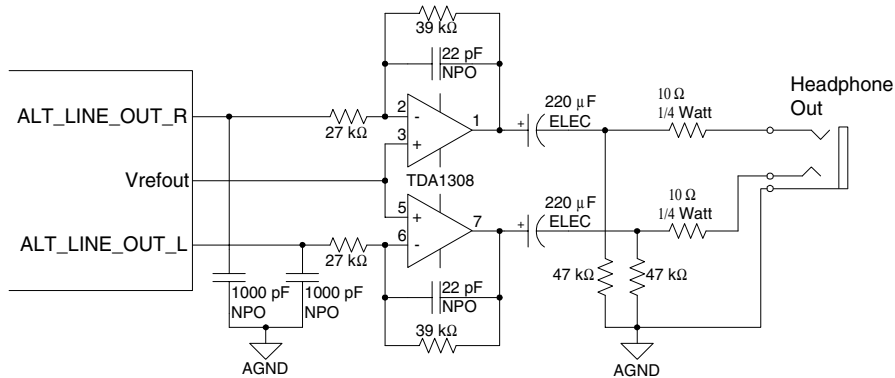 39 kΩ
22 pF
NPO
ALT_LINE_OUT_R
27 kΩ
2
-
3
+
1
TDA1308
+
220 µF
ELEC
10 Ω
1/4 Watt
Headphone
Out
Vrefout
ALT_LINE_OUT_L
27 kΩ
5
+
6
-
7
+
220 µF
ELEC
10 Ω
1/4 Watt
1000 pF
NPO
1000 pF
NPO
22 pF
NPO
39 kΩ
47 kΩ
47 kΩ
AGND
AGND